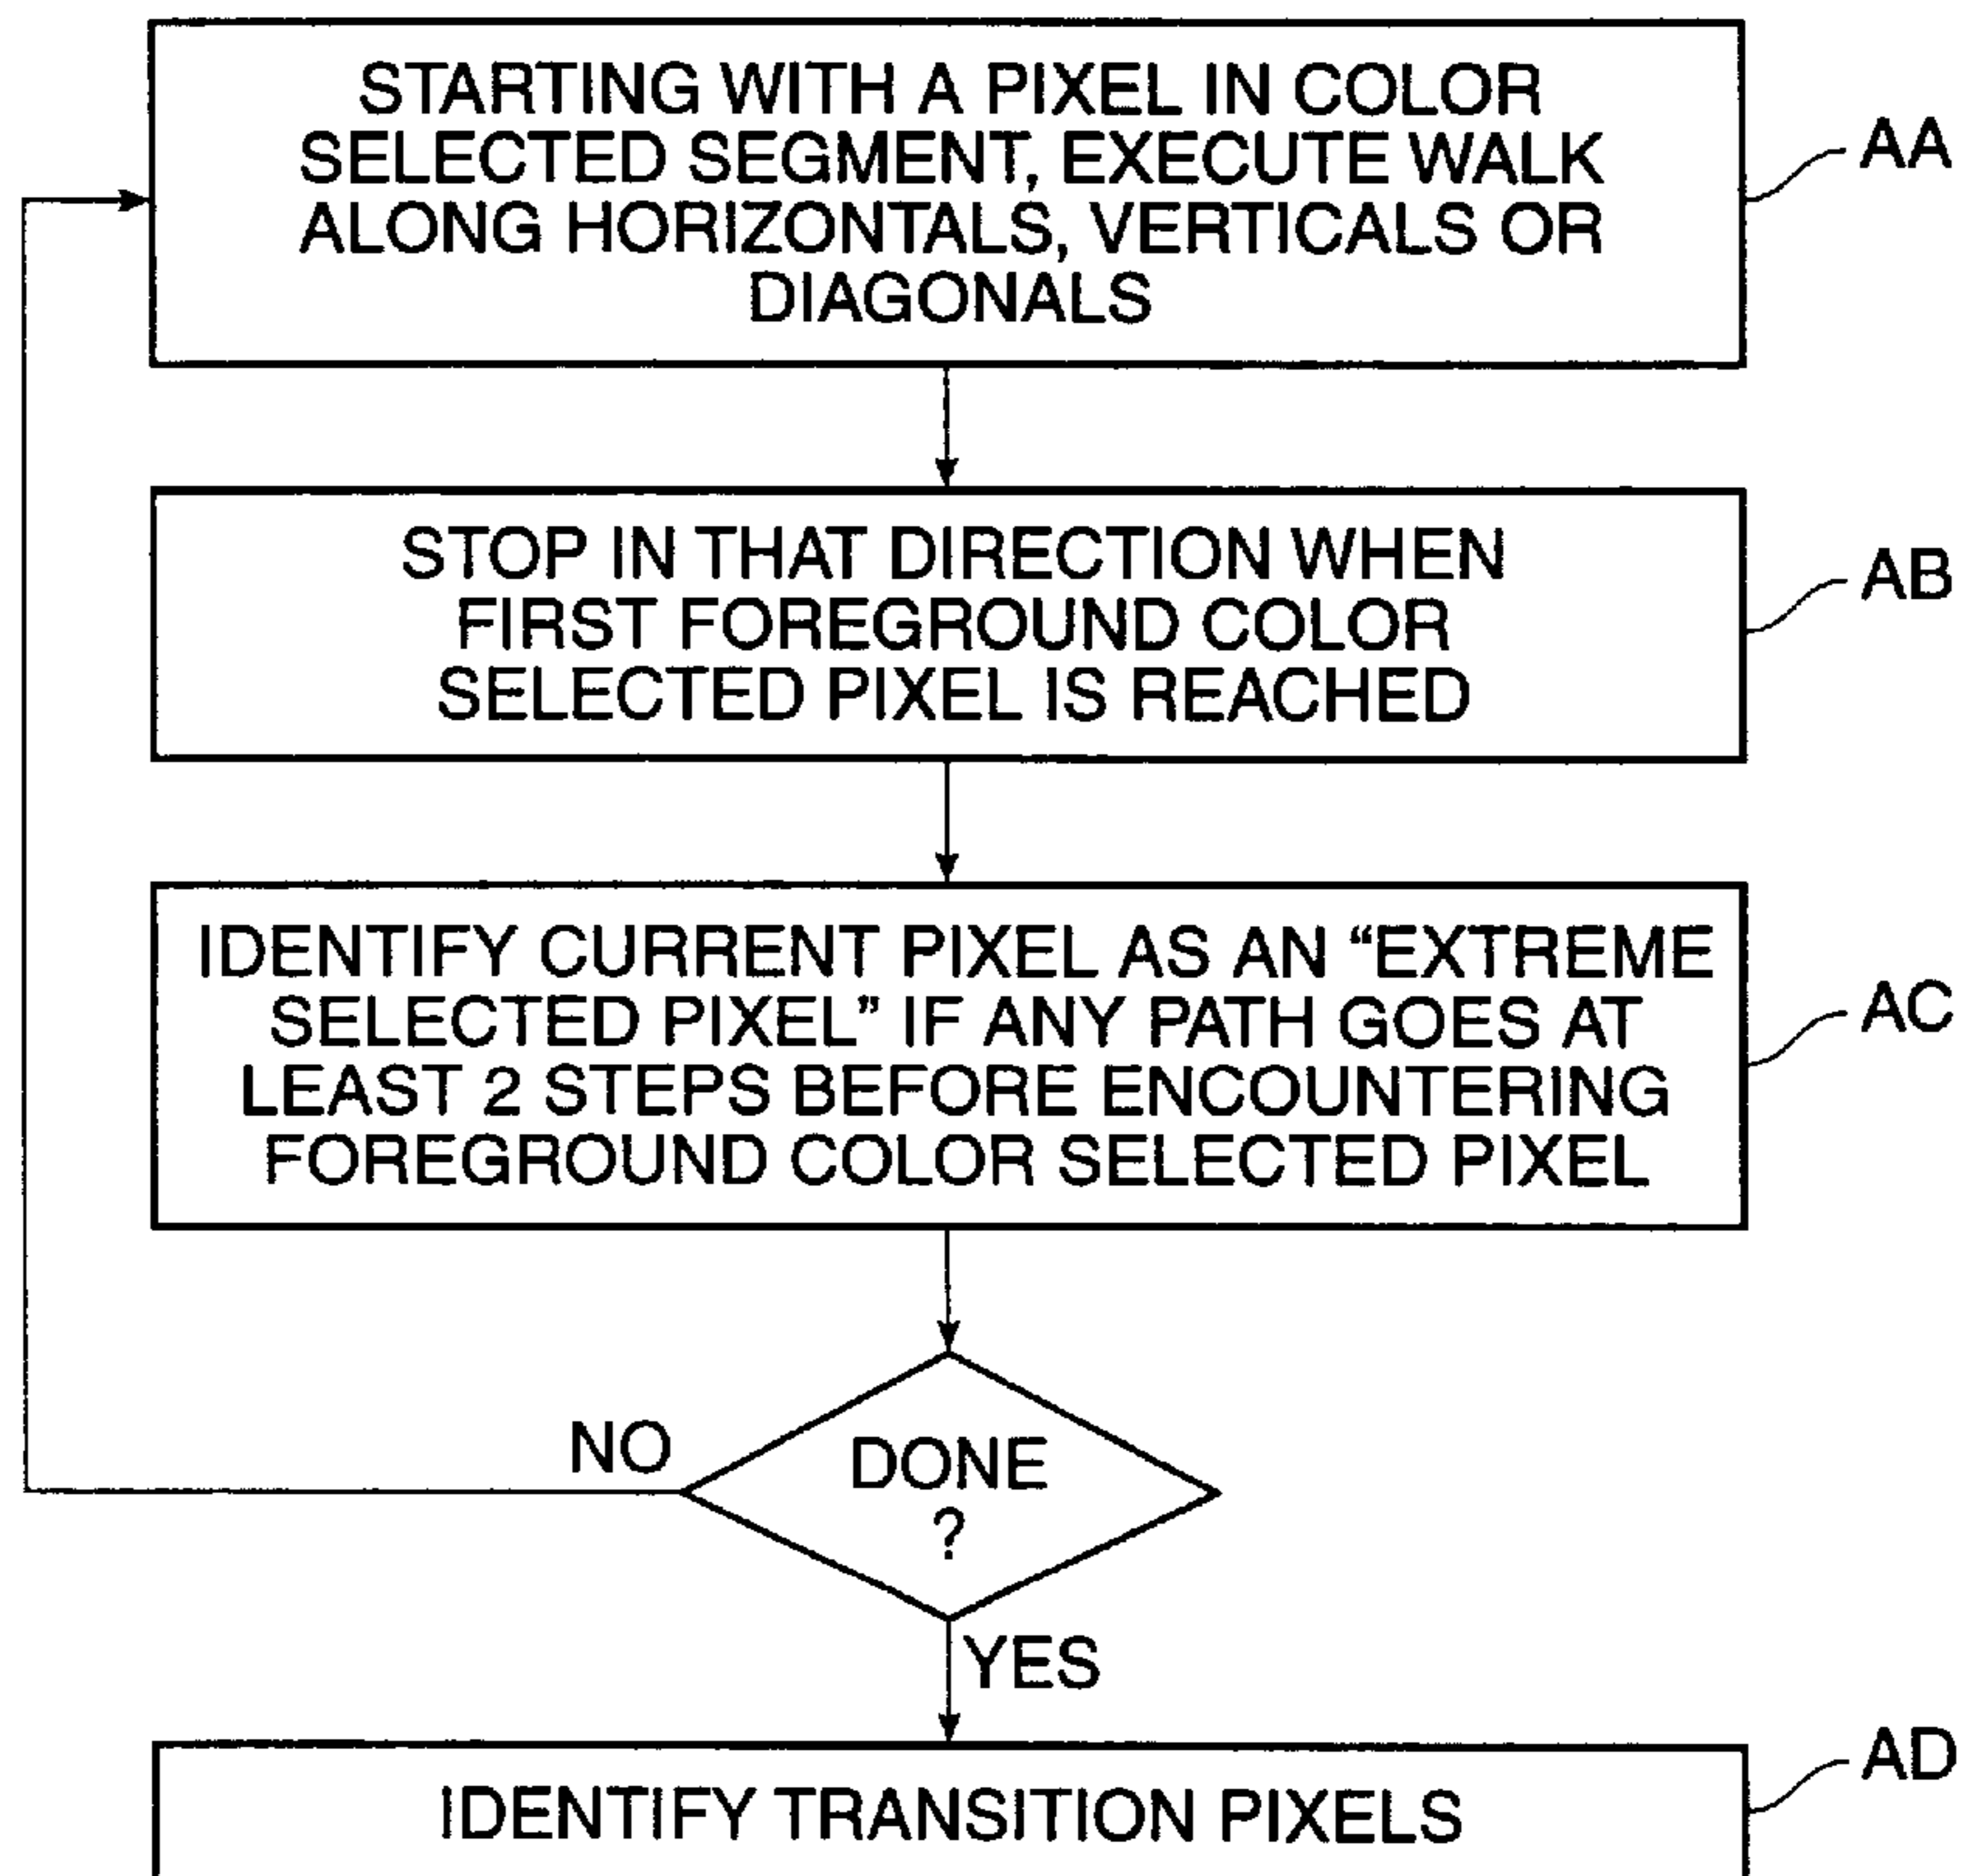 STARTING WITH A PIXEL IN COLOR
SELECTED SEGMENT, EXECUTE WALK
ALONG HORIZONTALS, VERTICALS OR
DIAGONALS
AA
STOP IN THAT DIRECTION WHEN
FIRST FOREGROUND COLOR
SELECTED PIXEL IS REACHED
AB
IDENTIFY CURRENT PIXEL AS AN “EXTREME
SELECTED PIXEL” IF ANY PATH GOES AT
LEAST 2 STEPS BEFORE ENCOUNTERING
FOREGROUND COLOR SELECTED PIXEL
AC
NO
DONE
?
YES
IDENTIFY TRANSITION PIXELS
AD